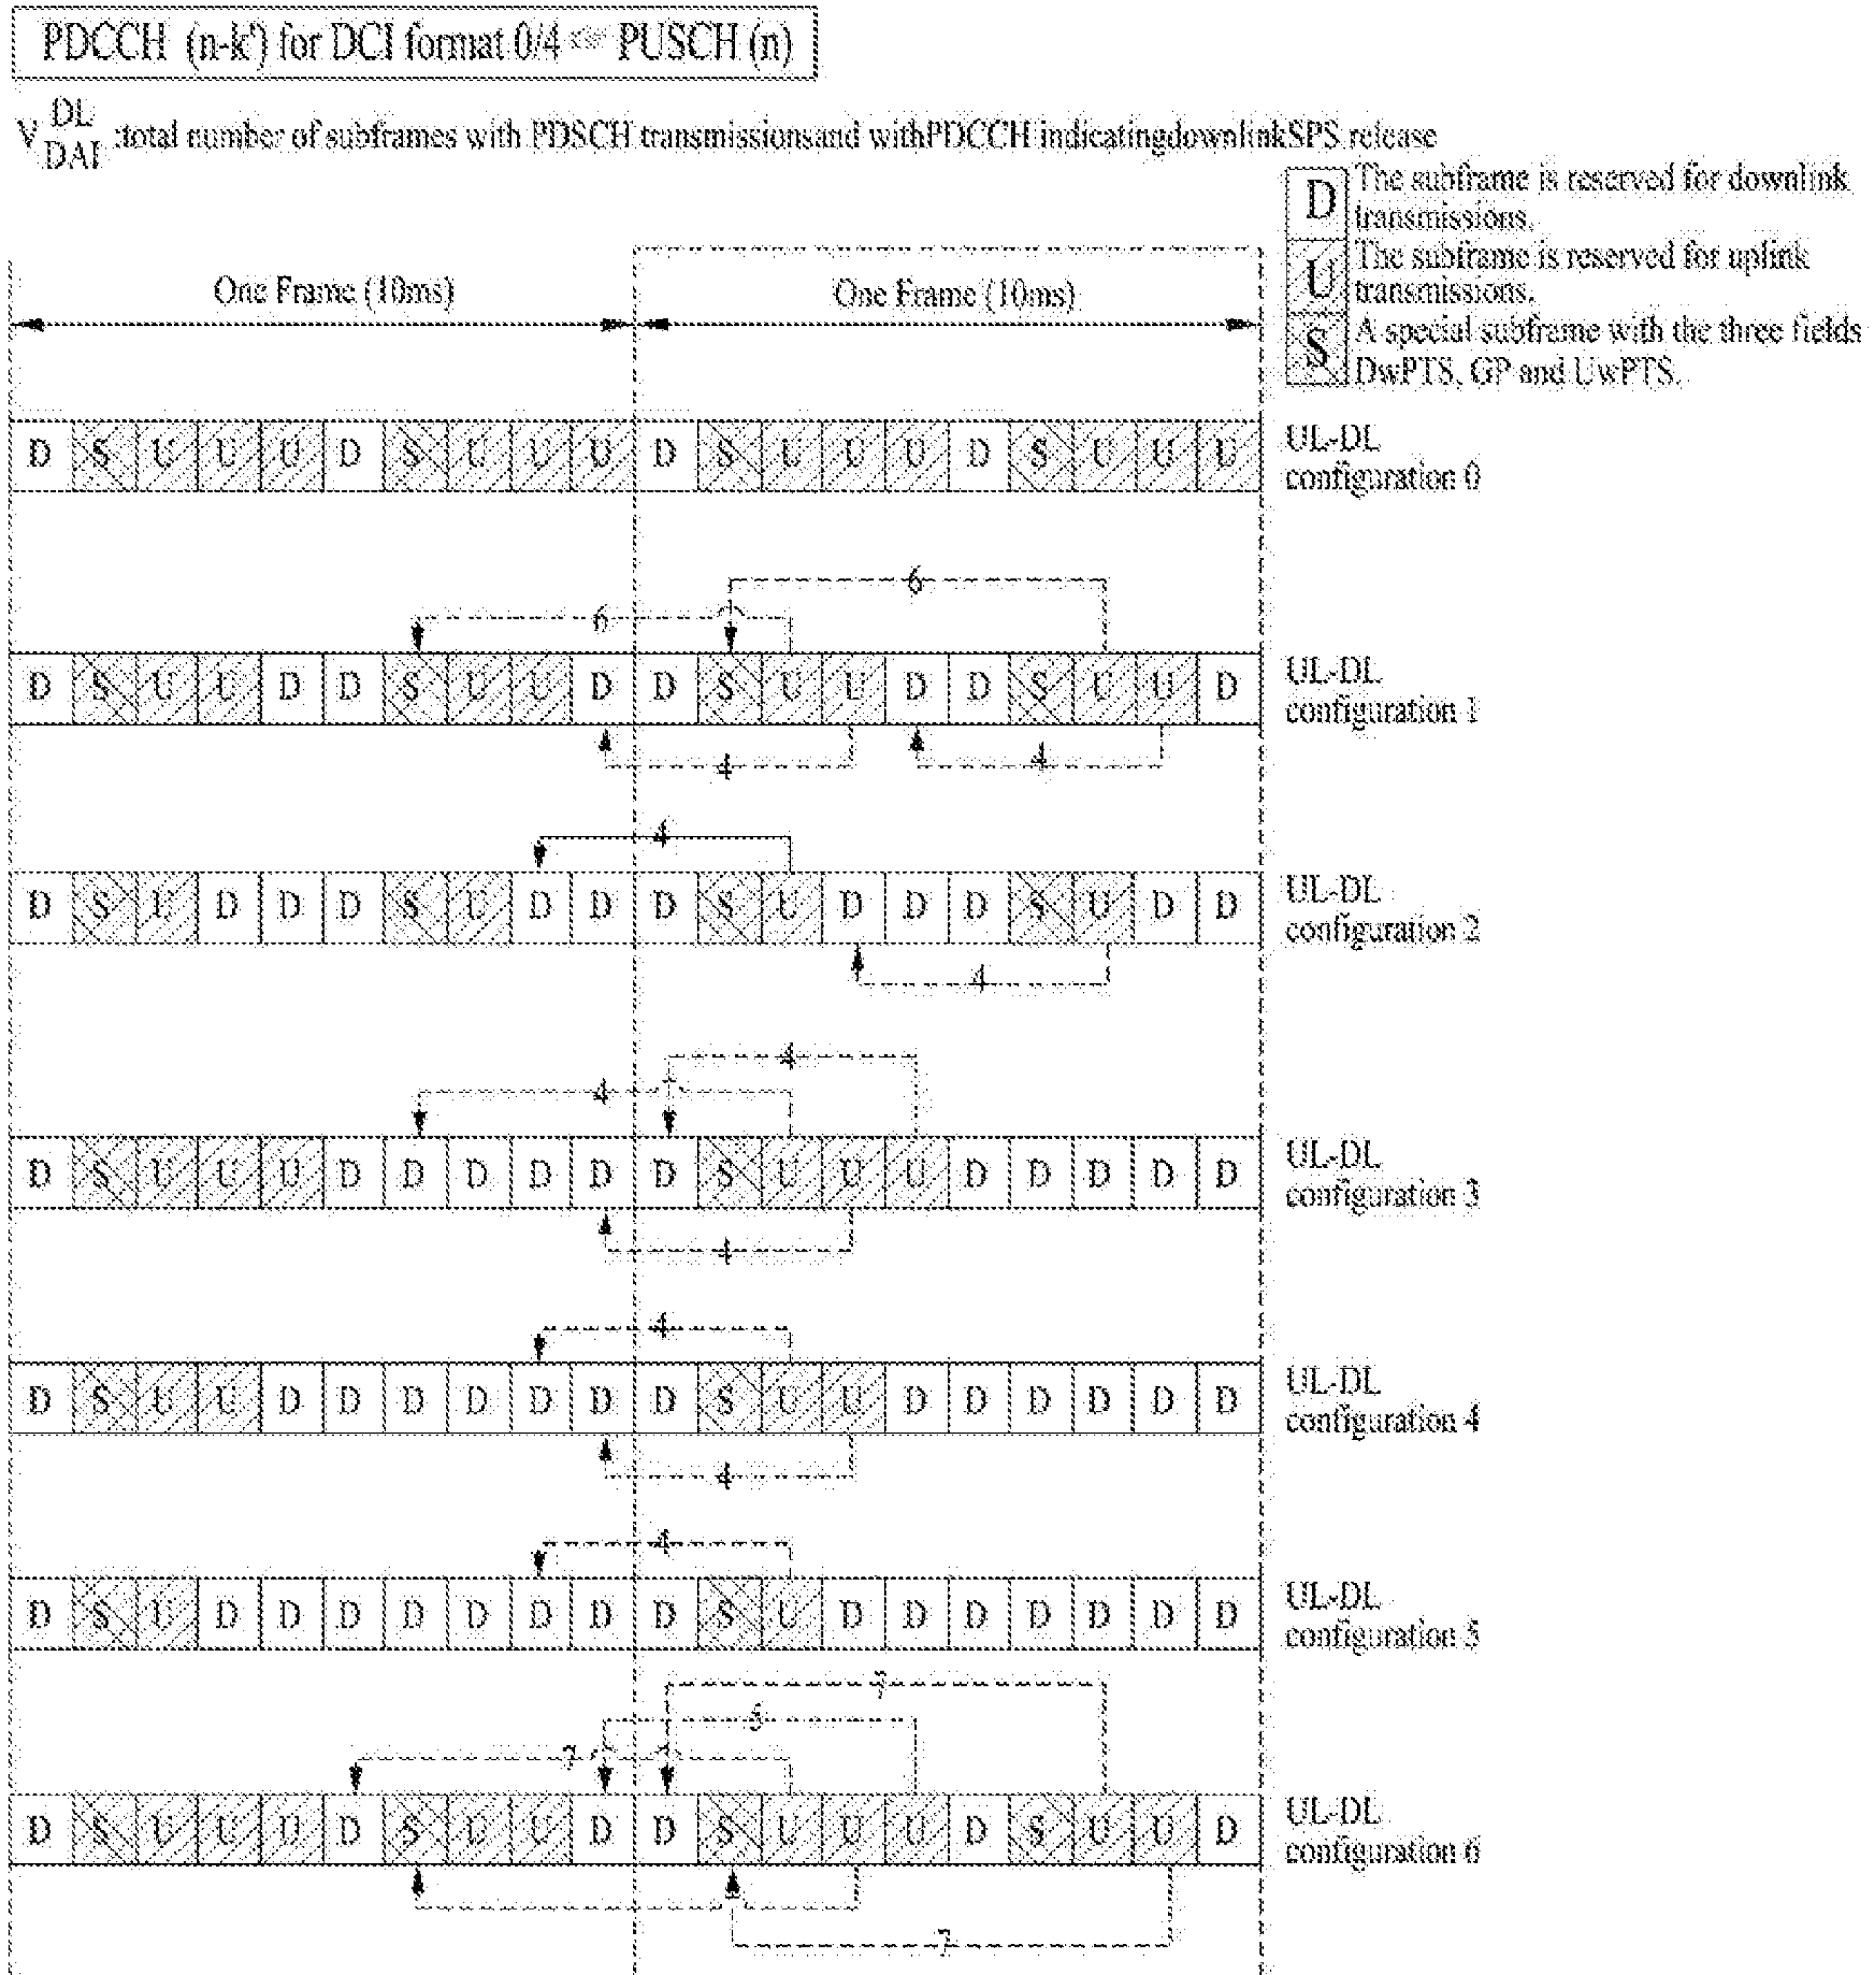 PDCCH (n-k') for DCI format 0/4 <<= PUSCH (n)
V DL DAI :total number of subframes with PDSCH transmissionsand withPDCCH indicatingdownlinkSPS release
D The subframe is reserved for downlink
transmissions.
U The subframe is reserved for uplink
transmissions.
S A special subframe with the three fields
DwPTS, GP and UwPTS.
One Frame (10ms) One Frame (10ms)
D S U U U D S U U U D S U U U D S U U U
UL-DL
configuration 0
6
6
D S U U D D S U U D D S U U D D S U U D
UL-DL
configuration 1
4 4
4
D S U D D D S U D D D S U D D D S U D D
UL-DL
configuration 2
4
4
4
D S U U U D D D D D D S U U U D D D D D
UL-DL
configuration 3
4
4
D S U U D D D D D D D S U U D D D D D D
UL-DL
configuration 4
4
4
D S U D D D D D D D D S U D D D D D D D
UL-DL
configuration 5
7
5
7
D S U U U D S U U D D S U U U D S U U D
UL-DL
configuration 6
7